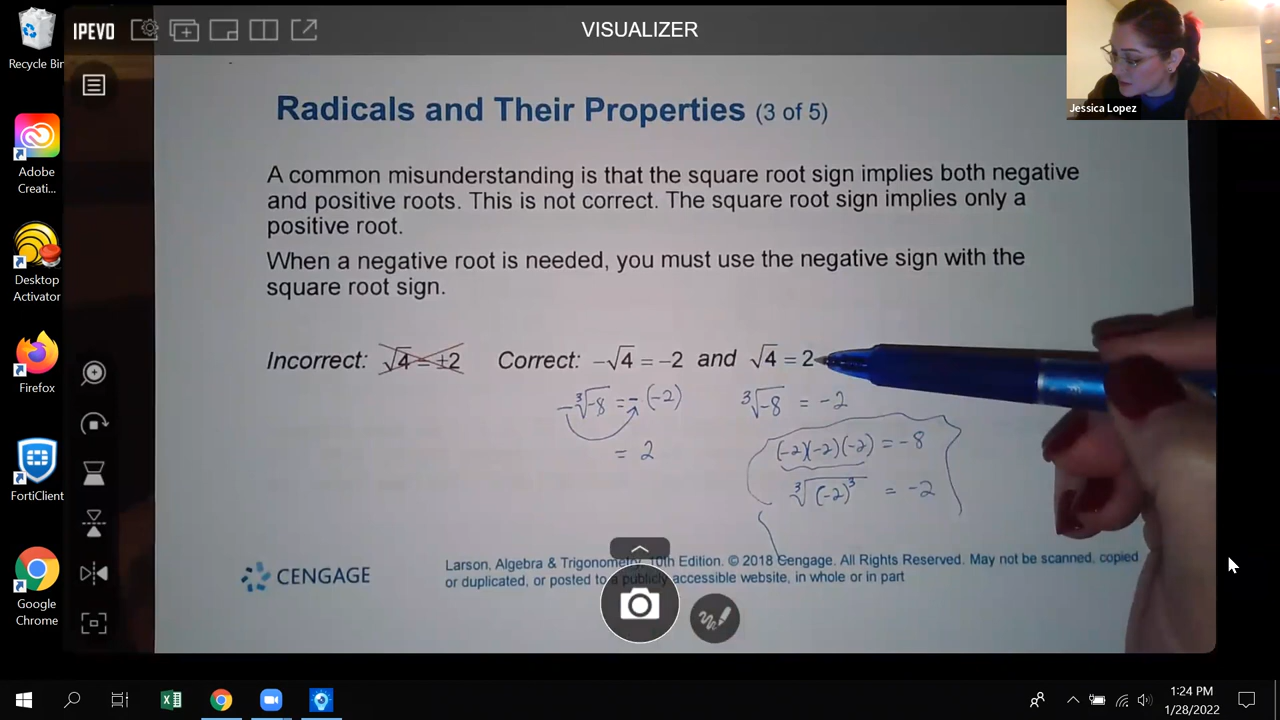 Recycle Bin
IPEVO
VISUALIZER
Jessica Lopez
Adobe
Creati...
Desktop
Activator
Firefox
FortiClient
Google
Chrome
Radicals and Their Properties (3 of 5)
A common misunderstanding is that the square root sign implies both negative
and positive roots. This is not correct. The square root sign implies only a
positive root.
When a negative root is needed, you must use the negative sign with the
square root sign.
Incorrect: √4 = ±2 Correct: −√4 = −2 and √4 = 2
−∛-8 = − (-2) ∛-8 = -2
= 2 (-2)(-2)(-2) = -8
∛(-2)³ = -2
CENGAGE
Larson, Algebra & Trigonometry, 10th Edition. © 2018 Cengage. All Rights Reserved. May not be scanned, copied
or duplicated, or posted to a publicly accessible website, in whole or in part
1:24 PM
1/28/2022